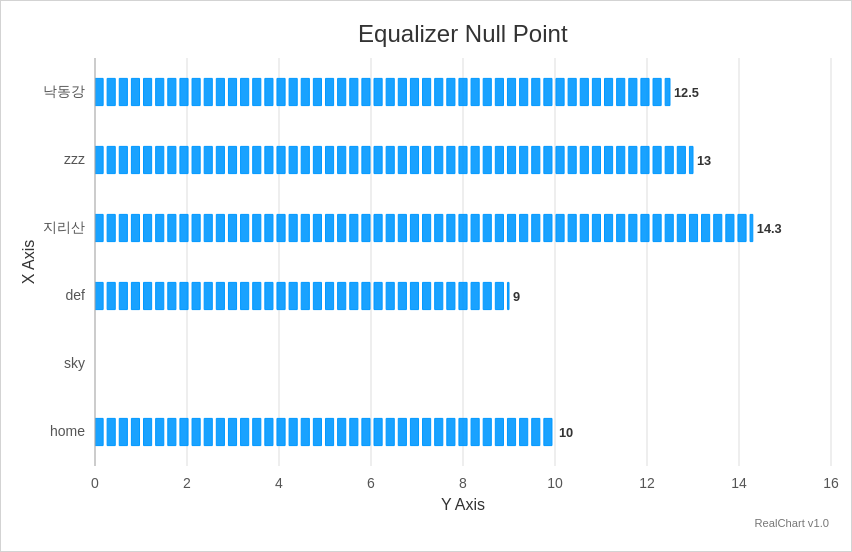 Equalizer Null Point
낙동강
12.5
zzz
13
지리산
14.3
X Axis
def
9
sky
home
10
0 2 4 6 8 10 12 14 16
Y Axis
RealChart v1.0